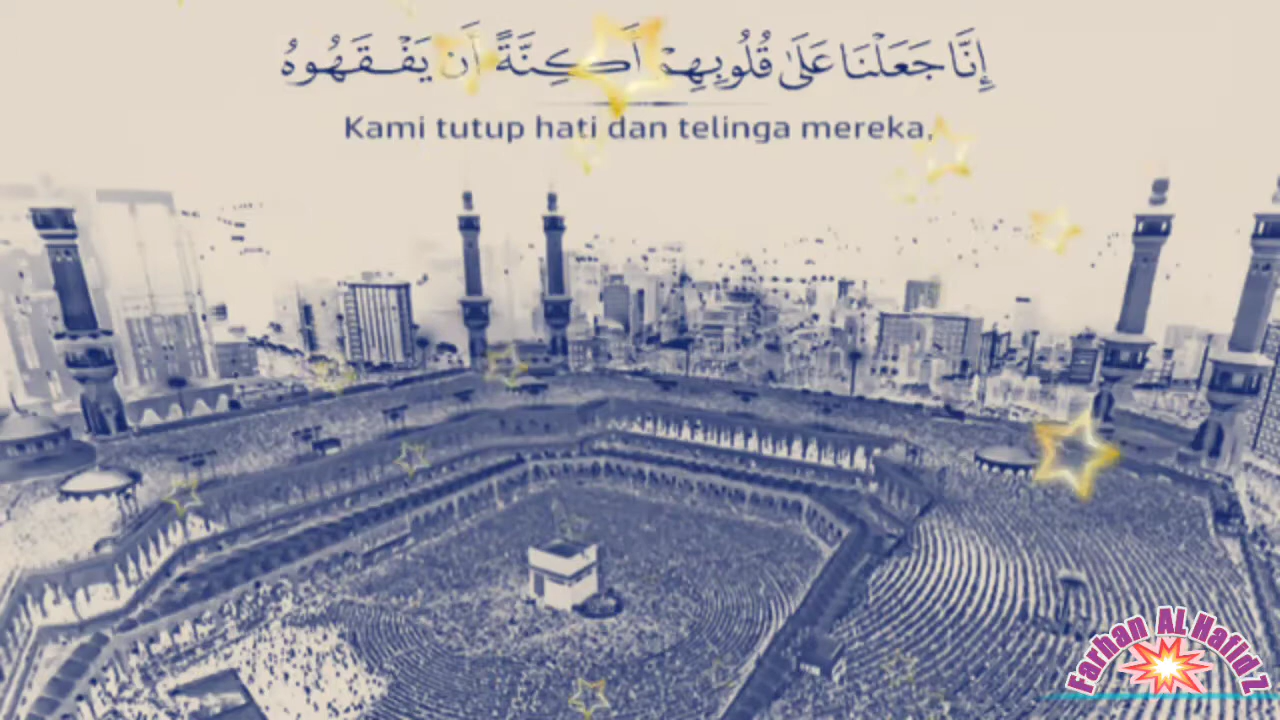 إِنَّا جَعَلْنَا عَلَىٰ قُلُوبِهِمْ أَكِنَّةً أَن يَفْقَهُوهُ
Kami tutup hati dan telinga mereka,
Farhan AL HafidZ